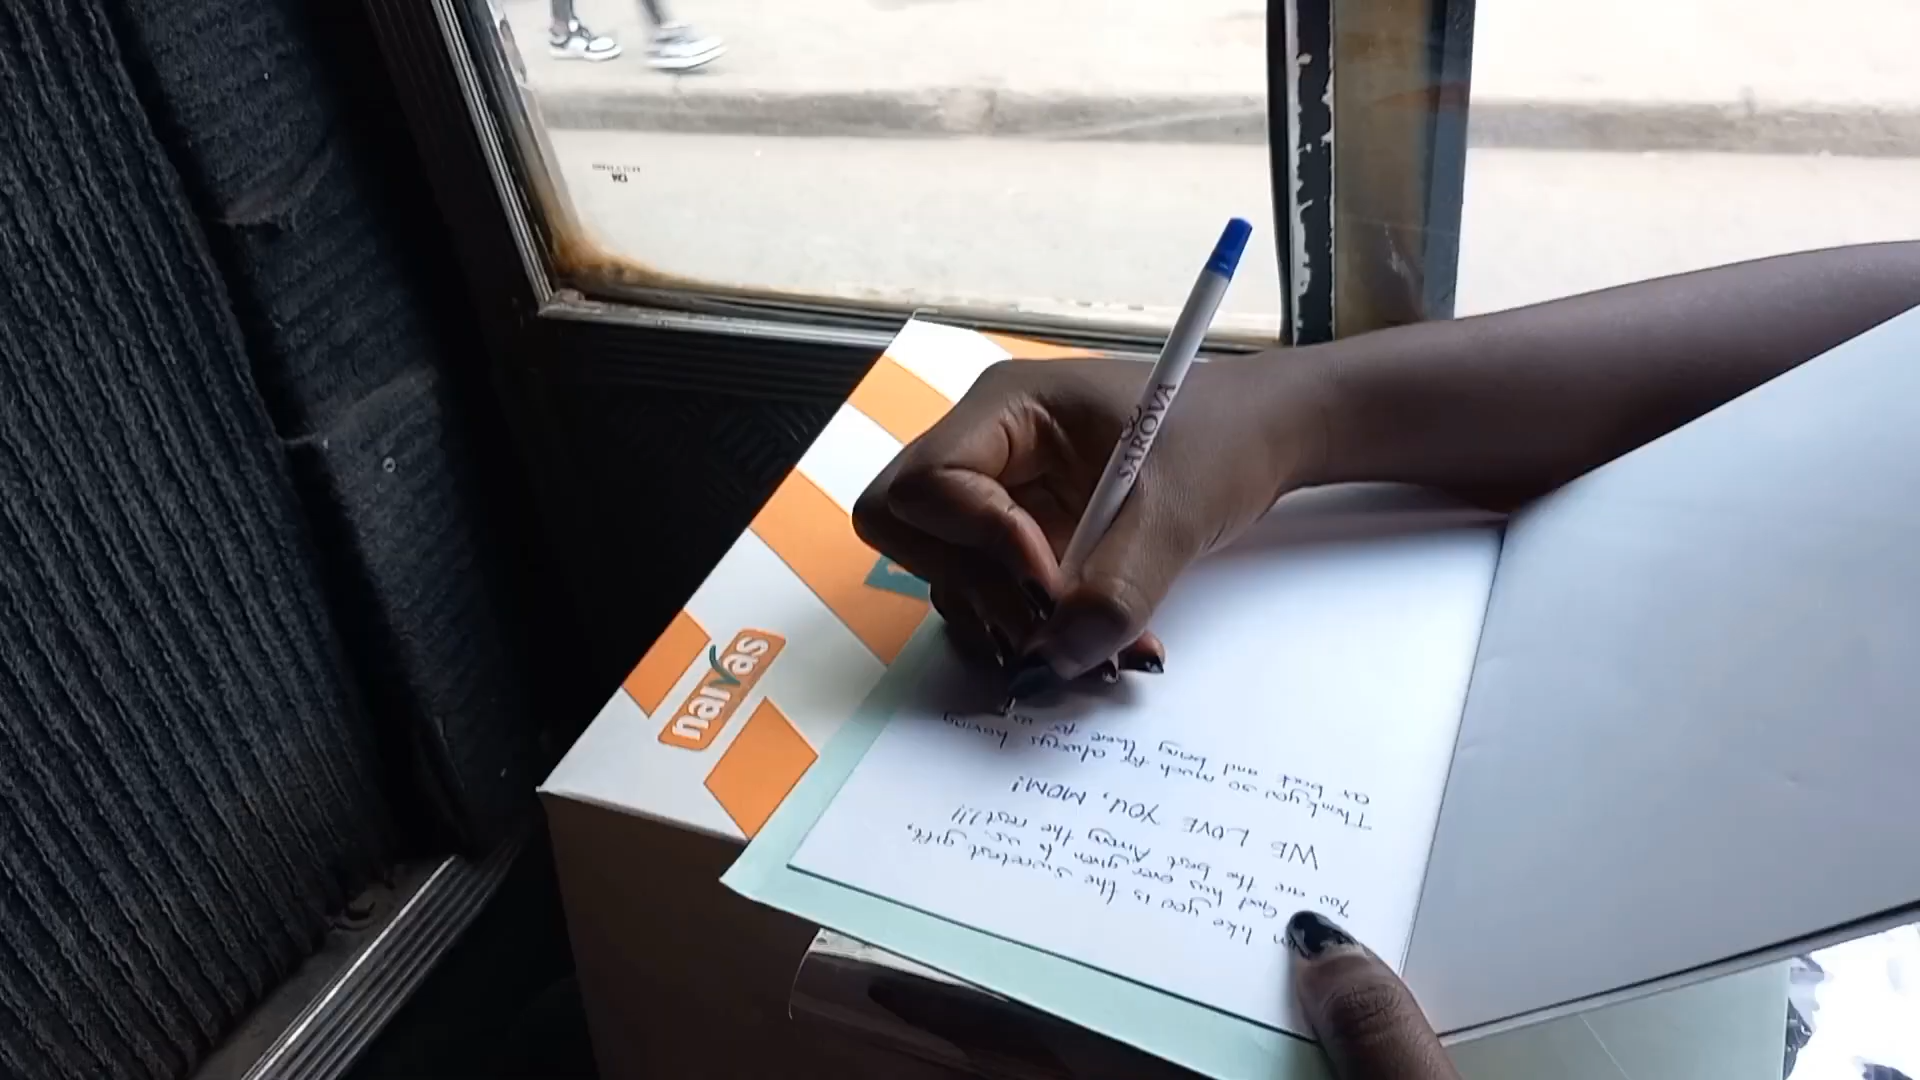 SAROVA
naivas
like you is the sweetest gift,
God has ever given to us.
You are the best Among the rest!!!
WE LOVE YOU, MOM!
Thank you so much for always having
our back and being there for us